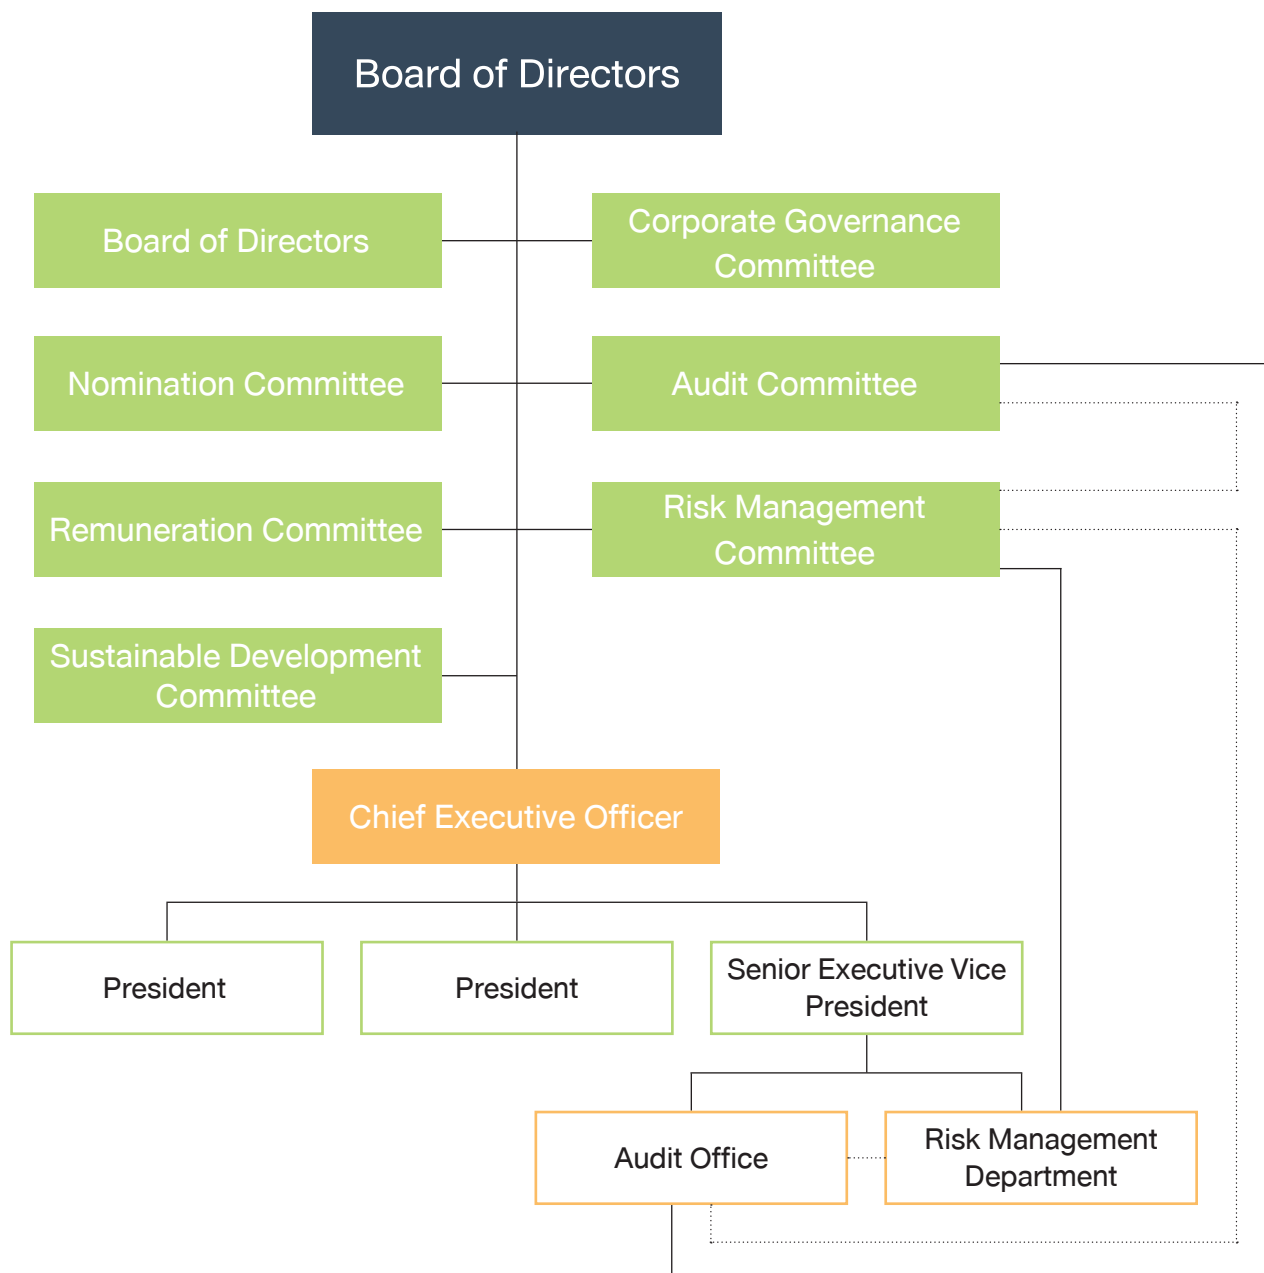 Board of Directors
Board of Directors
Corporate Governance
Committee
Nomination Committee
Audit Committee
Remuneration Committee
Risk Management
Committee
Sustainable Development
Committee
Chief Executive Officer
President
President
Senior Executive Vice
President
Audit Office
Risk Management
Department